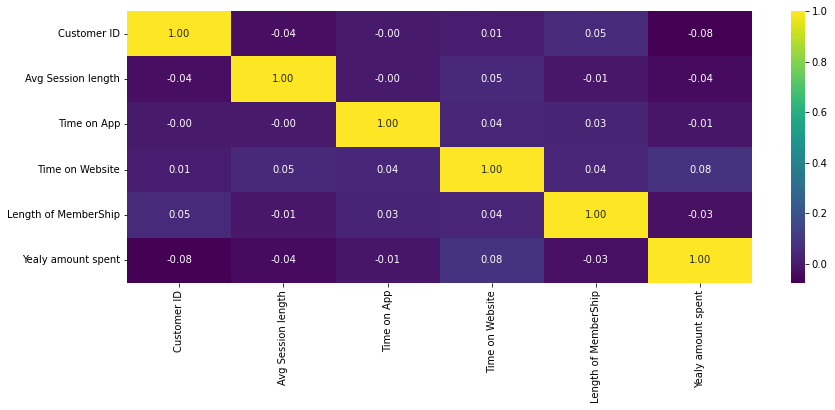 Customer ID 1.00 -0.04 -0.00 0.01 0.05 -0.08
Avg Session length -0.04 1.00 -0.00 0.05 -0.01 -0.04
Time on App -0.00 -0.00 1.00 0.04 0.03 -0.01
Time on Website 0.01 0.05 0.04 1.00 0.04 0.08
Length of MemberShip 0.05 -0.01 0.03 0.04 1.00 -0.03
Yealy amount spent -0.08 -0.04 -0.01 0.08 -0.03 1.00
Customer ID
Avg Session length
Time on App
Time on Website
Length of MemberShip
Yealy amount spent
1.0
0.8
0.6
0.4
0.2
0.0